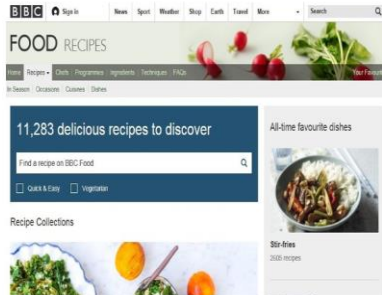 BBC Sign in News Sport Weather Shop Earth Travel More Search
FOOD RECIPES
Home Recipes Chefs Programmes Ingredients Techniques FAQs Your Favourites
In Season Occasions Cuisines Dishes
11,283 delicious recipes to discover
Find a recipe on BBC Food
Quick & Easy Vegetarian
Recipe Collections
All-time favourite dishes
Stir-fries
recipes